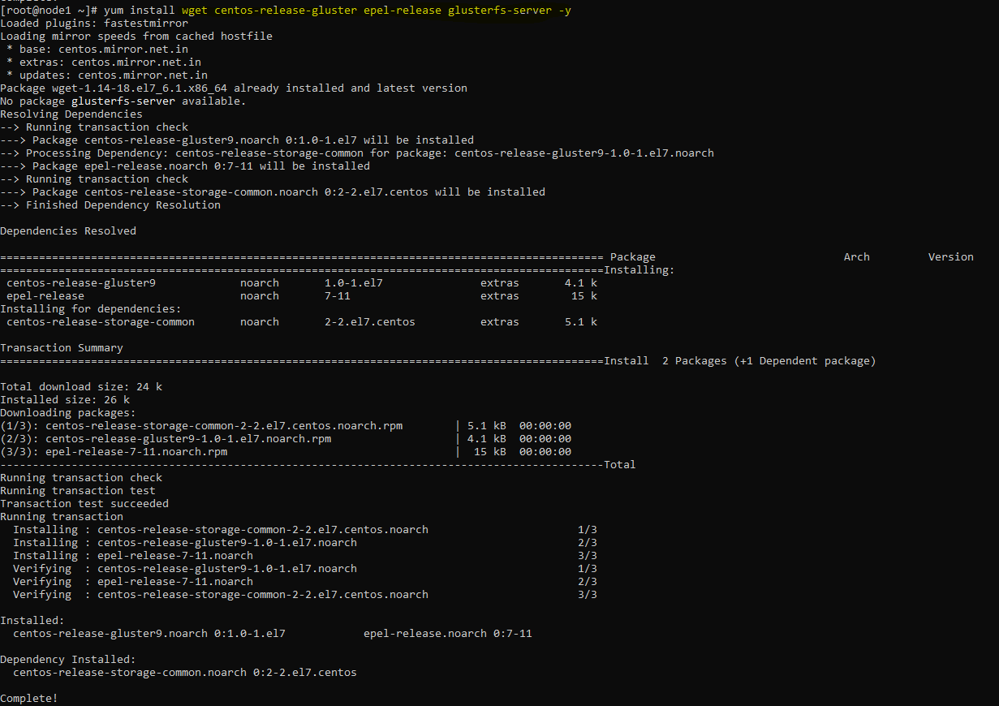 [root@node1 ~]# yum install wget centos-release-gluster epel-release glusterfs-server -y
Loaded plugins: fastestmirror
Loading mirror speeds from cached hostfile
 * base: centos.mirror.net.in
 * extras: centos.mirror.net.in
 * updates: centos.mirror.net.in
Package wget-1.14-18.el7_6.1.x86_64 already installed and latest version
No package glusterfs-server available.
Resolving Dependencies
--> Running transaction check
---> Package centos-release-gluster9.noarch 0:1.0-1.el7 will be installed
--> Processing Dependency: centos-release-storage-common for package: centos-release-gluster9-1.0-1.el7.noarch
---> Package epel-release.noarch 0:7-11 will be installed
--> Running transaction check
---> Package centos-release-storage-common.noarch 0:2-2.el7.centos will be installed
--> Finished Dependency Resolution

Dependencies Resolved

============================================================================================= Package                             Arch         Version
=============================================================================================Installing:
 centos-release-gluster9             noarch       1.0-1.el7               extras       4.1 k
 epel-release                        noarch       7-11                    extras        15 k
Installing for dependencies:
 centos-release-storage-common       noarch       2-2.el7.centos          extras       5.1 k

Transaction Summary
=============================================================================================Install  2 Packages (+1 Dependent package)

Total download size: 24 k
Installed size: 26 k
Downloading packages:
(1/3): centos-release-storage-common-2-2.el7.centos.noarch.rpm        | 5.1 kB  00:00:00
(2/3): centos-release-gluster9-1.0-1.el7.noarch.rpm                   | 4.1 kB  00:00:00
(3/3): epel-release-7-11.noarch.rpm                                   |  15 kB  00:00:00
---------------------------------------------------------------------------------------------Total
Running transaction check
Running transaction test
Transaction test succeeded
Running transaction
  Installing : centos-release-storage-common-2-2.el7.centos.noarch                       1/3
  Installing : centos-release-gluster9-1.0-1.el7.noarch                                  2/3
  Installing : epel-release-7-11.noarch                                                  3/3
  Verifying  : centos-release-gluster9-1.0-1.el7.noarch                                  1/3
  Verifying  : epel-release-7-11.noarch                                                  2/3
  Verifying  : centos-release-storage-common-2-2.el7.centos.noarch                       3/3

Installed:
  centos-release-gluster9.noarch 0:1.0-1.el7            epel-release.noarch 0:7-11

Dependency Installed:
  centos-release-storage-common.noarch 0:2-2.el7.centos

Complete!